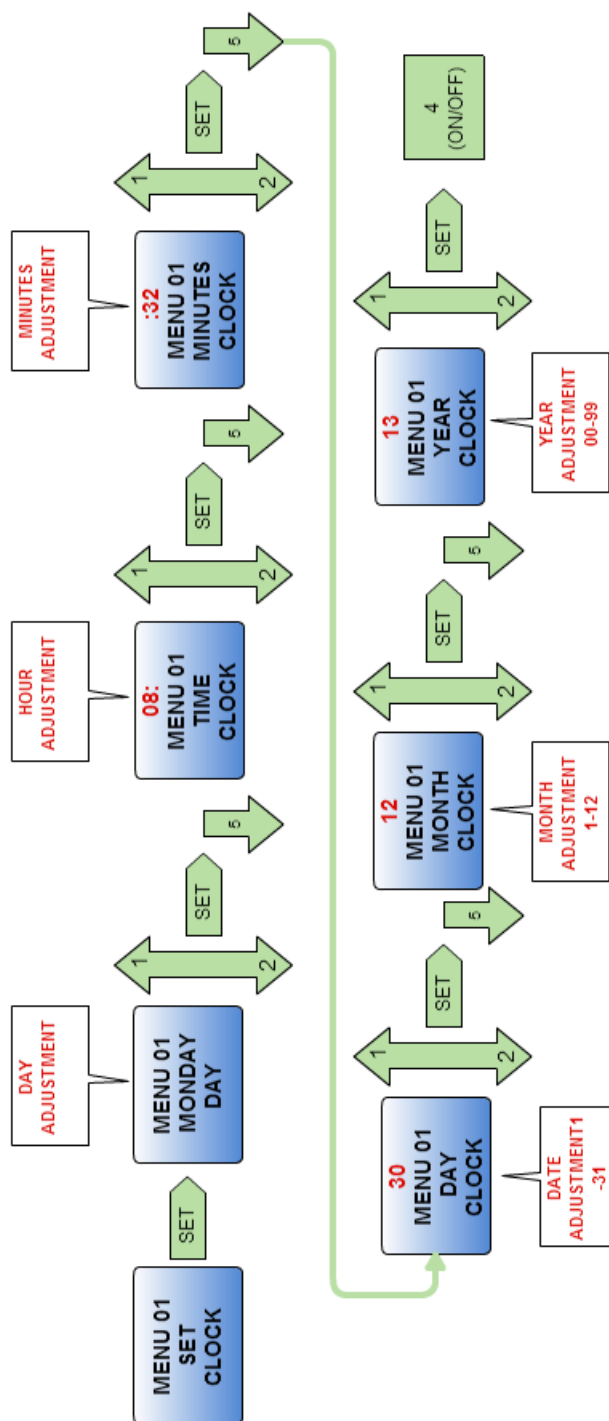 MENU 01
SET
CLOCK
SET
DAY
ADJUSTMENT
MENU 01
MONDAY
DAY
1
2
SET
5
HOUR
ADJUSTMENT
08:
MENU 01
TIME
CLOCK
1
2
SET
5
MINUTES
ADJUSTMENT
:32
MENU 01
MINUTES
CLOCK
1
2
SET
5
30
MENU 01
DAY
CLOCK
DATE
ADJUSTMENT1
-31
1
2
SET
5
12
MENU 01
MONTH
CLOCK
MONTH
ADJUSTMENT
1-12
1
2
SET
5
13
MENU 01
YEAR
CLOCK
YEAR
ADJUSTMENT
00-99
1
2
SET
4
(ON/OFF)